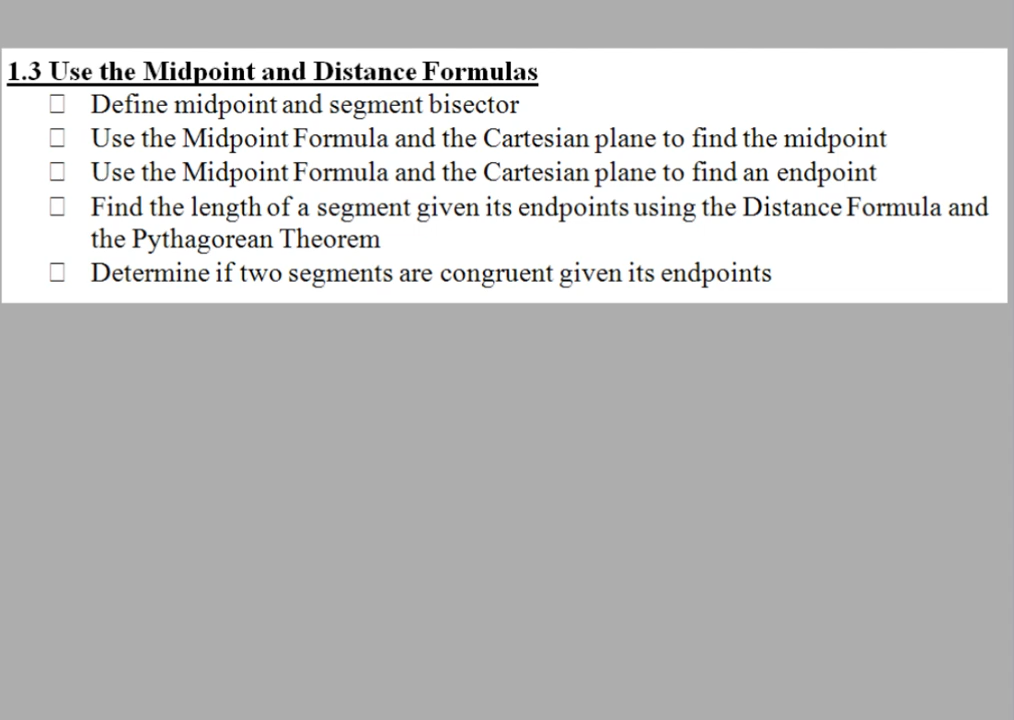 1.3 Use the Midpoint and Distance Formulas
☐ Define midpoint and segment bisector
☐ Use the Midpoint Formula and the Cartesian plane to find the midpoint
☐ Use the Midpoint Formula and the Cartesian plane to find an endpoint
☐ Find the length of a segment given its endpoints using the Distance Formula and
the Pythagorean Theorem
☐ Determine if two segments are congruent given its endpoints